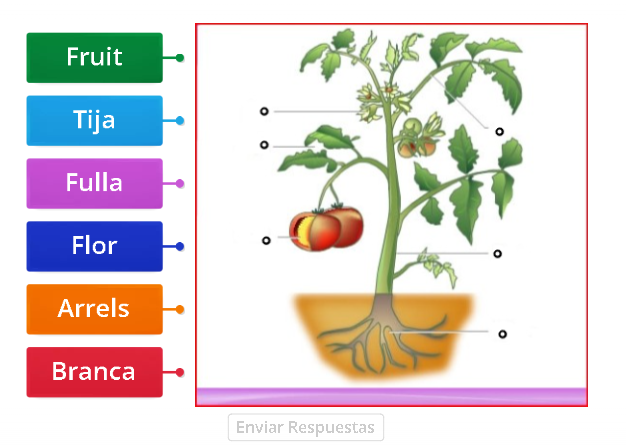 Fruit
Tija
Fulla
Flor
Arrels
Branca
Enviar Respuestas